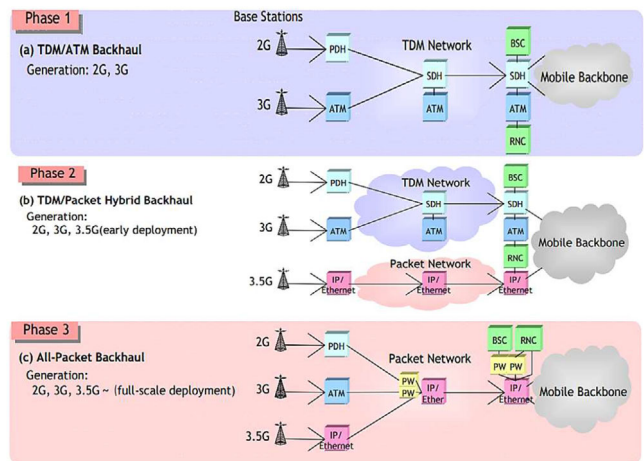 Phase 1
(a) TDM/ATM Backhaul
Generation: 2G, 3G
Base Stations
2G
PDH
TDM Network
BSC
SDH
SDH
Mobile Backbone
3G
ATM
ATM
ATM
RNC
Phase 2
(b) TDM/Packet Hybrid Backhaul
Generation:
2G, 3G, 3.5G(early deployment)
2G
PDH
TDM Network
BSC
SDH
SDH
3G
ATM
ATM
ATM
Mobile Backbone
RNC
Packet Network
3.5G
IP/
Ethernet
IP/
Ethernet
IP/
Ethernet
Phase 3
(c) All-Packet Backhaul
Generation:
2G, 3G, 3.5G ~ (full-scale deployment)
2G
PDH
Packet Network
BSC
RNC
PW
PW
3G
ATM
PW
PW
IP/
Ether
IP/
Ethernet
Mobile Backbone
3.5G
IP/
Ethernet